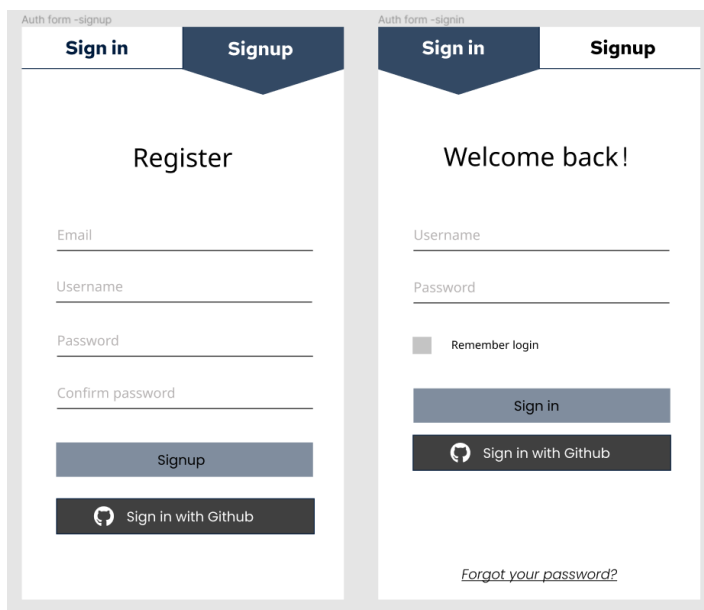 Auth form -signup
Sign in
Signup
Register
Email
Username
Password
Confirm password
Signup
Sign in with Github
Auth form -signin
Sign in
Signup
Welcome back!
Username
Password
Remember login
Sign in
Sign in with Github
Forgot your password?